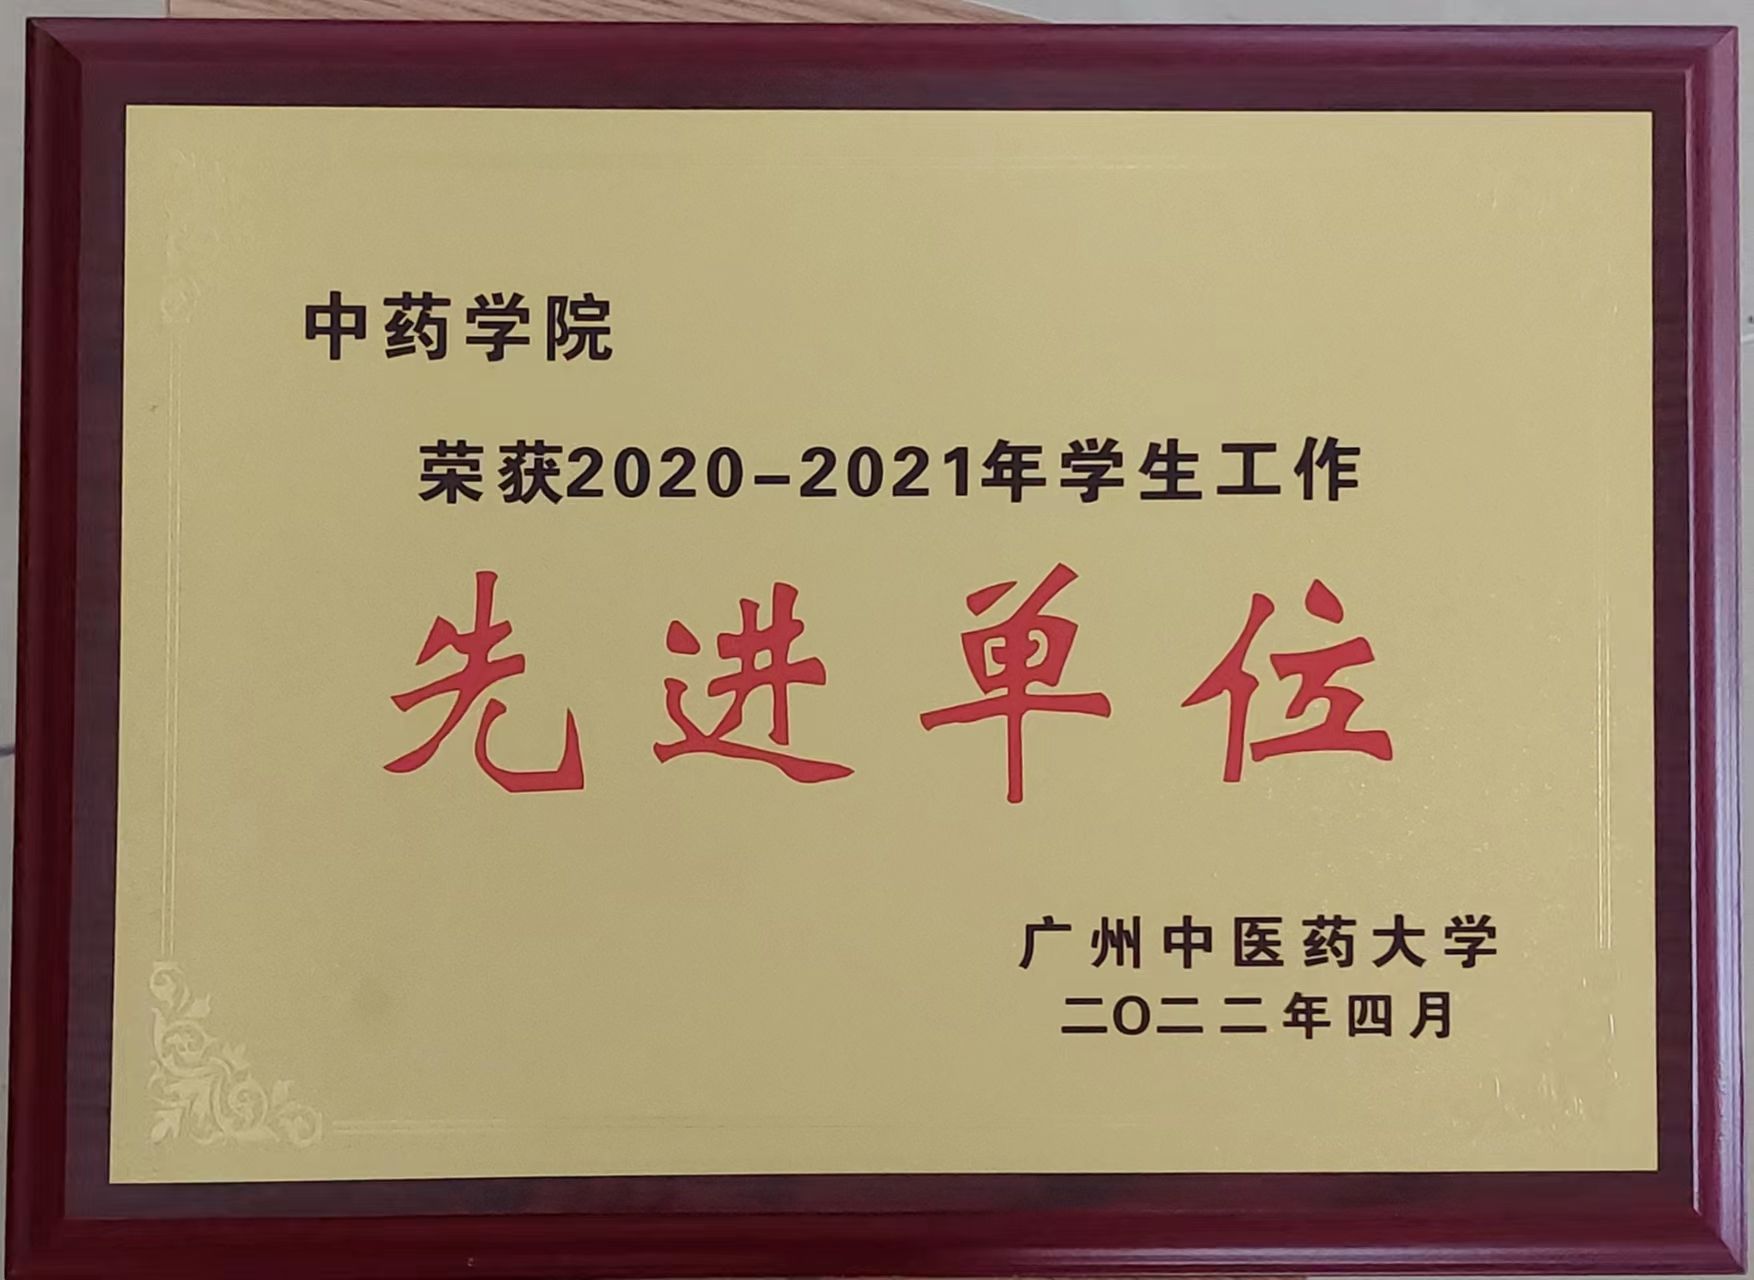 中药学院
荣获2020-2021年学生工作
先进单位
广州中医药大学
二〇二二年四月